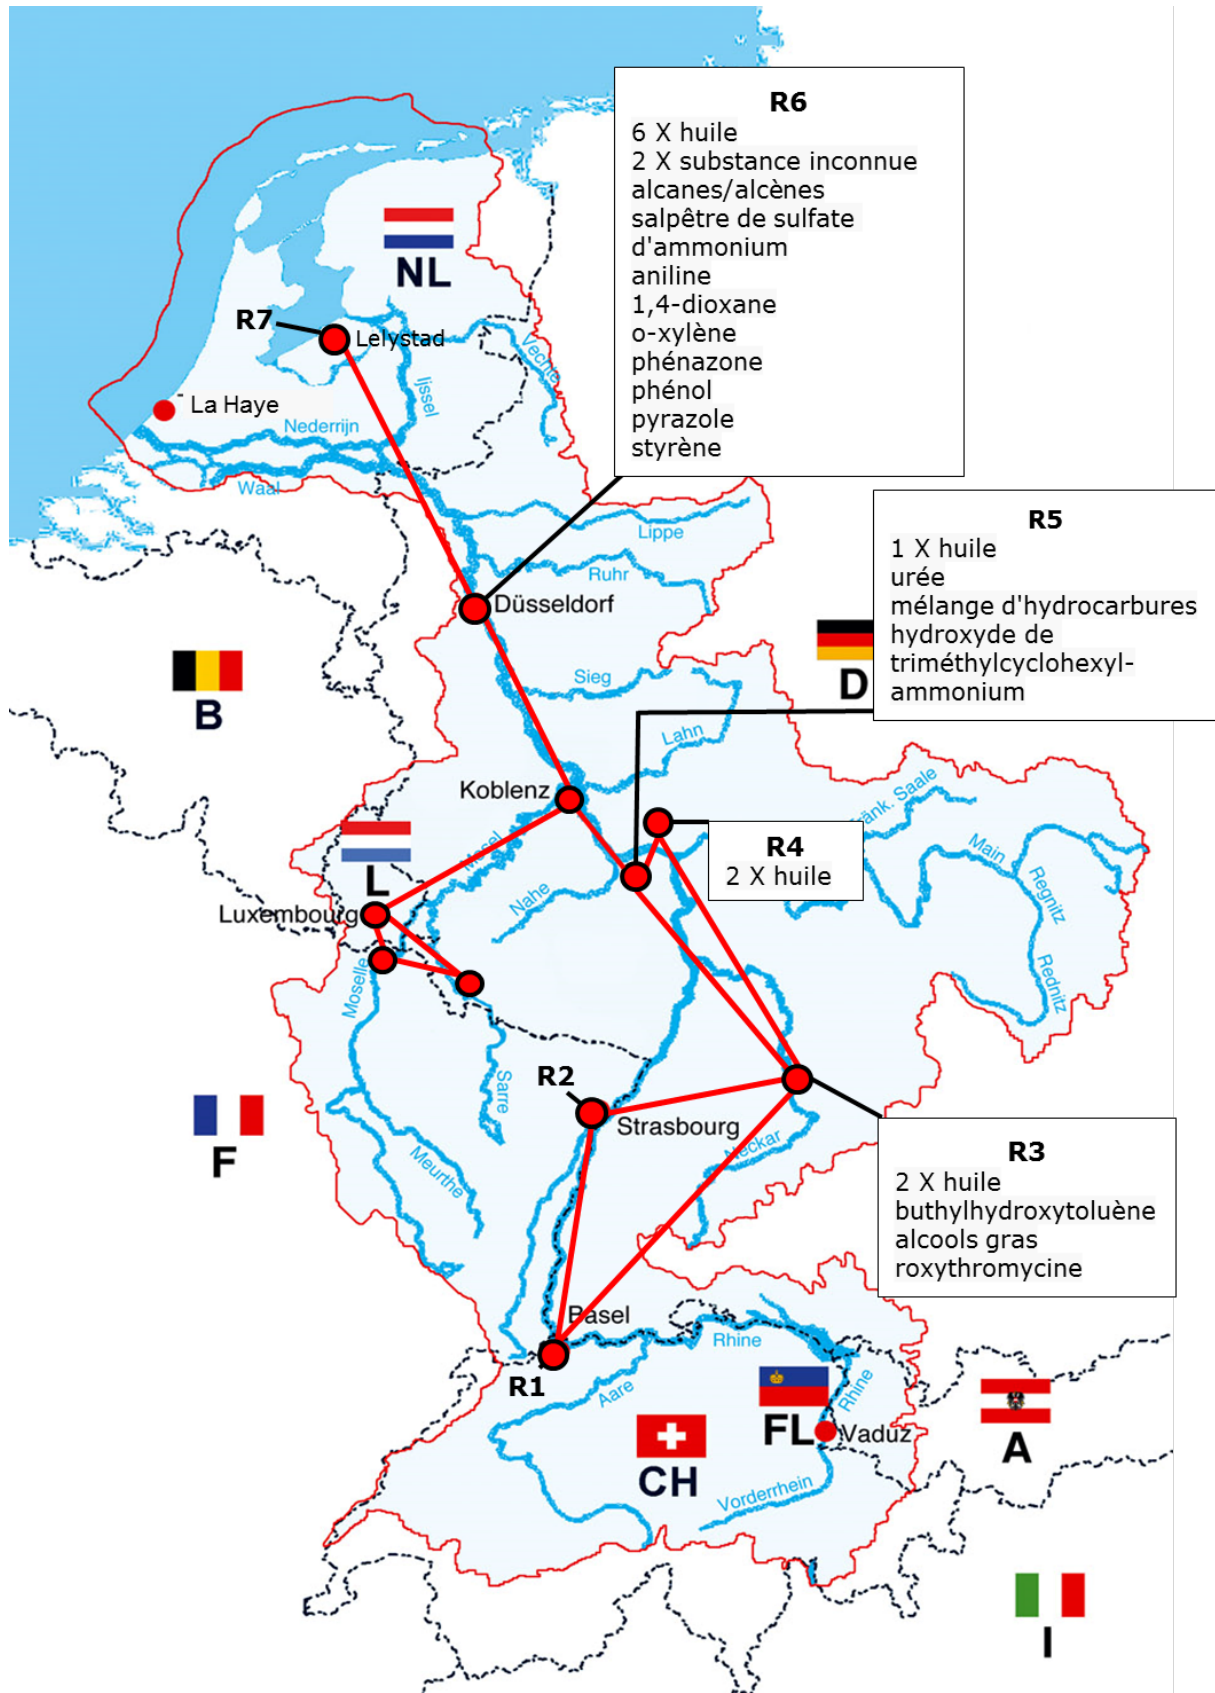 R6
6 X huile
2 X substance inconnue
alcanes/alcènes
salpêtre de sulfate
d'ammonium
aniline
1,4-dioxane
o-xylène
phénazone
phénol
pyrazole
styrène
NL
R7
Lelystad
Vechte
Ijssel
La Haye
Nederrijn
Waal
Lippe
R5
1 X huile
urée
mélange d'hydrocarbures
hydroxyde de
triméthylcyclohexyl-
ammonium
Ruhr
Düsseldorf
D
B
Sieg
Lahn
Koblenz
Mosel
L
Luxembourg
Nahe
R4
2 X huile
ränk. Saale
Main
Regnitz
Rednitz
Moselle
Sarre
R2
Strasbourg
Neckar
F
Meurthe
R3
2 X huile
buthylhydroxytoluène
alcools gras
roxythromycine
Basel
R1
Rhine
Aare
Rhine
FL
Vaduz
A
CH
Vorderrhein
I